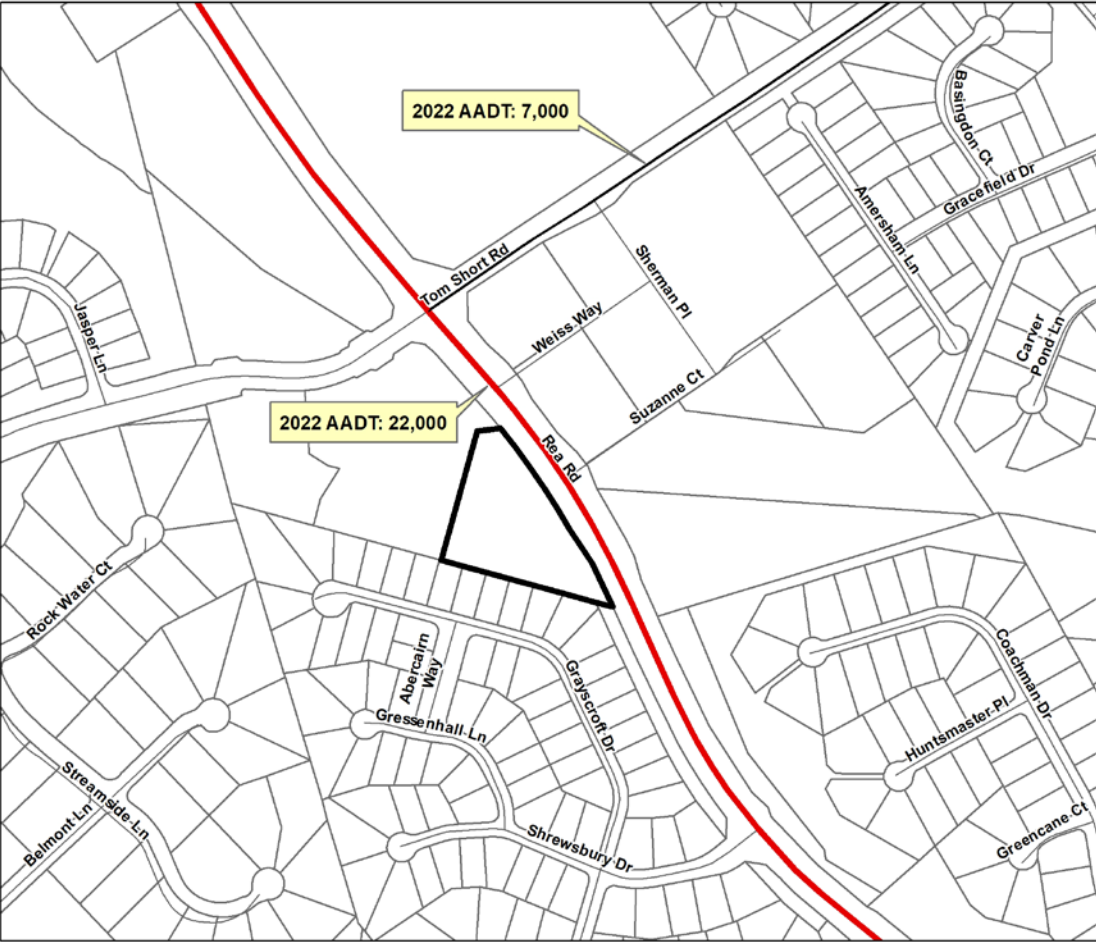 2022 AADT: 7,000
Basingdon Ct
Gracefield Dr
Amersham Ln
Tom Short Rd
Sherman Pl
Weiss Way
Jasper Ln
Carver
Pond Ln
Suzanne Ct
2022 AADT: 22,000
Rea Rd
Rock Water Ct
Abercairn
Way
Grayscroft Dr
Coachman Dr
Gressenhall Ln
Huntsmaster Pl
Streamside Ln
Belmont Ln
Shrewsbury Dr
Greencane Ct